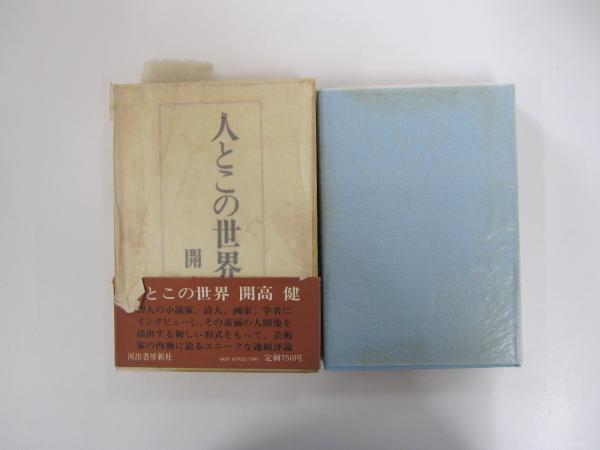 人とこの世界
開
とこの世界 開高 健
人の小説家、詩人、画家、学者に
インタビューし、その素面の人間像を
描出する新しい形式をもって、芸術
家の内奥に迫るユニークな連続評論
河出書房新社
定価750円